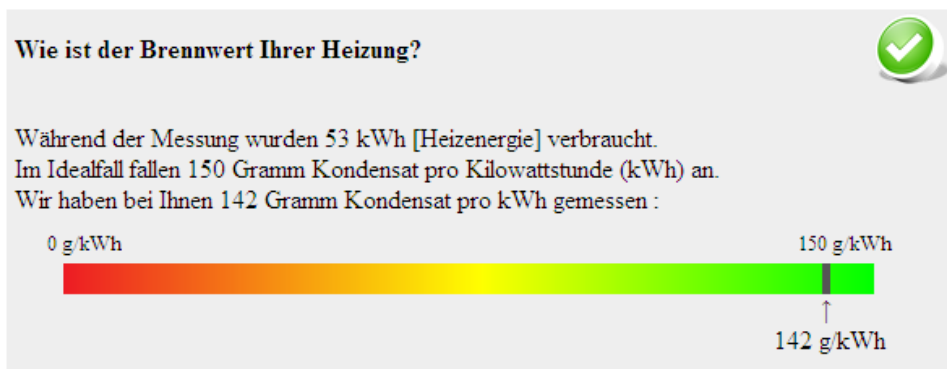 Wie ist der Brennwert Ihrer Heizung?
Während der Messung wurden 53 kWh [Heizenergie] verbraucht.
Im Idealfall fallen 150 Gramm Kondensat pro Kilowattstunde (kWh) an.
Wir haben bei Ihnen 142 Gramm Kondensat pro kWh gemessen :
0 g/kWh 150 g/kWh
↑
142 g/kWh